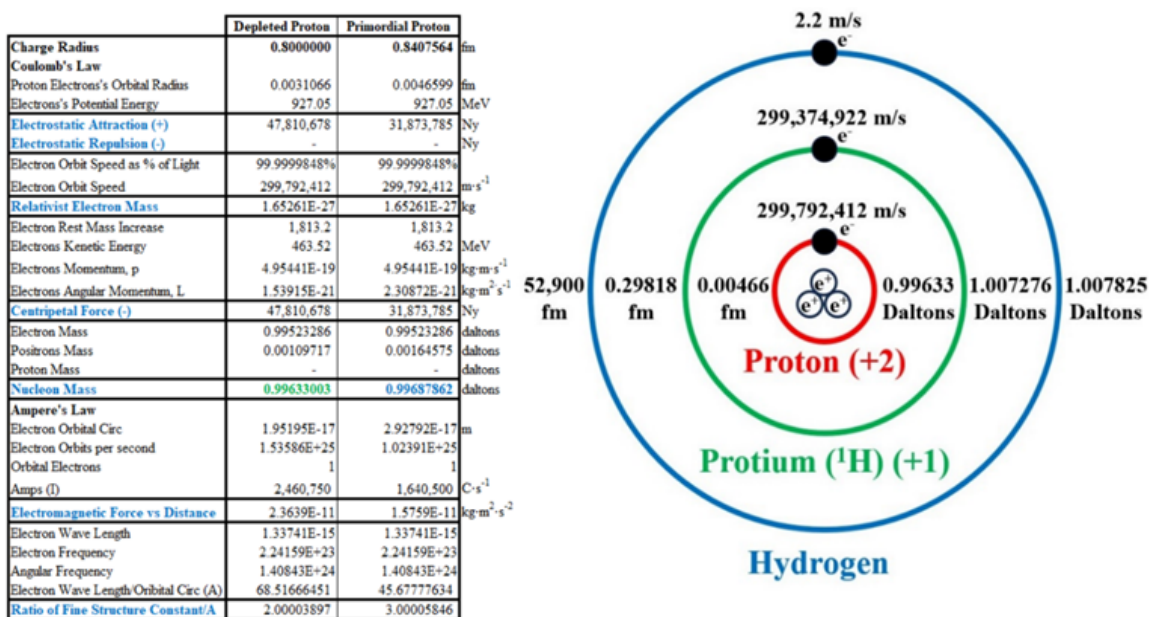 Depleted Proton Primordial Proton
Charge Radius 0.8000000 0.8407564 fm
Coulomb's Law
Proton Electrons's Orbital Radius 0.0031066 0.0046599 fm
Electrons's Potential Energy 927.05 927.05 MeV
Electrostatic Attraction (+) 47,810,678 31,873,785 Ny
Electrostatic Repulsion (-) - - Ny
Electron Orbit Speed as % of Light 99.9999848% 99.9999848%
Electron Orbit Speed 299,792,412 299,792,412 m·s⁻¹
Relativist Electron Mass 1.65261E-27 1.65261E-27 kg
Electron Rest Mass Increase 1,813.2 1,813.2
Electrons Kenetic Energy 463.52 463.52 MeV
Electrons Momentum, p 4.95441E-19 4.95441E-19 kg·m·s⁻¹
Electrons Angular Momentum, L 1.53915E-21 2.30872E-21 kg·m²·s⁻¹
Centripetal Force (-) 47,810,678 31,873,785 Ny
Electron Mass 0.99523286 0.99523286 daltons
Positrons Mass 0.00109717 0.00164575 daltons
Proton Mass - - daltons
Nucleon Mass 0.99633003 0.99687862 daltons
Ampere's Law
Electron Orbital Circ 1.95195E-17 2.92792E-17 m
Electron Orbits per second 1.53586E+25 1.02391E+25
Orbital Electrons 1 1
Amps (I) 2,460,750 1,640,500 C·s⁻¹
Electromagnetic Force vs Distance 2.3639E-11 1.5759E-11 kg·m²·s⁻²
Electron Wave Length 1.33741E-15 1.33741E-15
Electron Frequency 2.24159E+23 2.24159E+23
Angular Frequency 1.40843E+24 1.40843E+24
Electron Wave Length/Oribital Circ (A) 68.51666451 45.67777634
Ratio of Fine Structure Constant/A 2.00003897 3.00005846
2.2 m/s
e⁻
299,374,922 m/s
e⁻
299,792,412 m/s
e⁻
e⁺
e⁺ e⁺
52,900 0.29818 0.00466 0.99633 1.007276 1.007825
fm fm fm Daltons Daltons Daltons
Proton (+2)
Protium (¹H) (+1)
Hydrogen